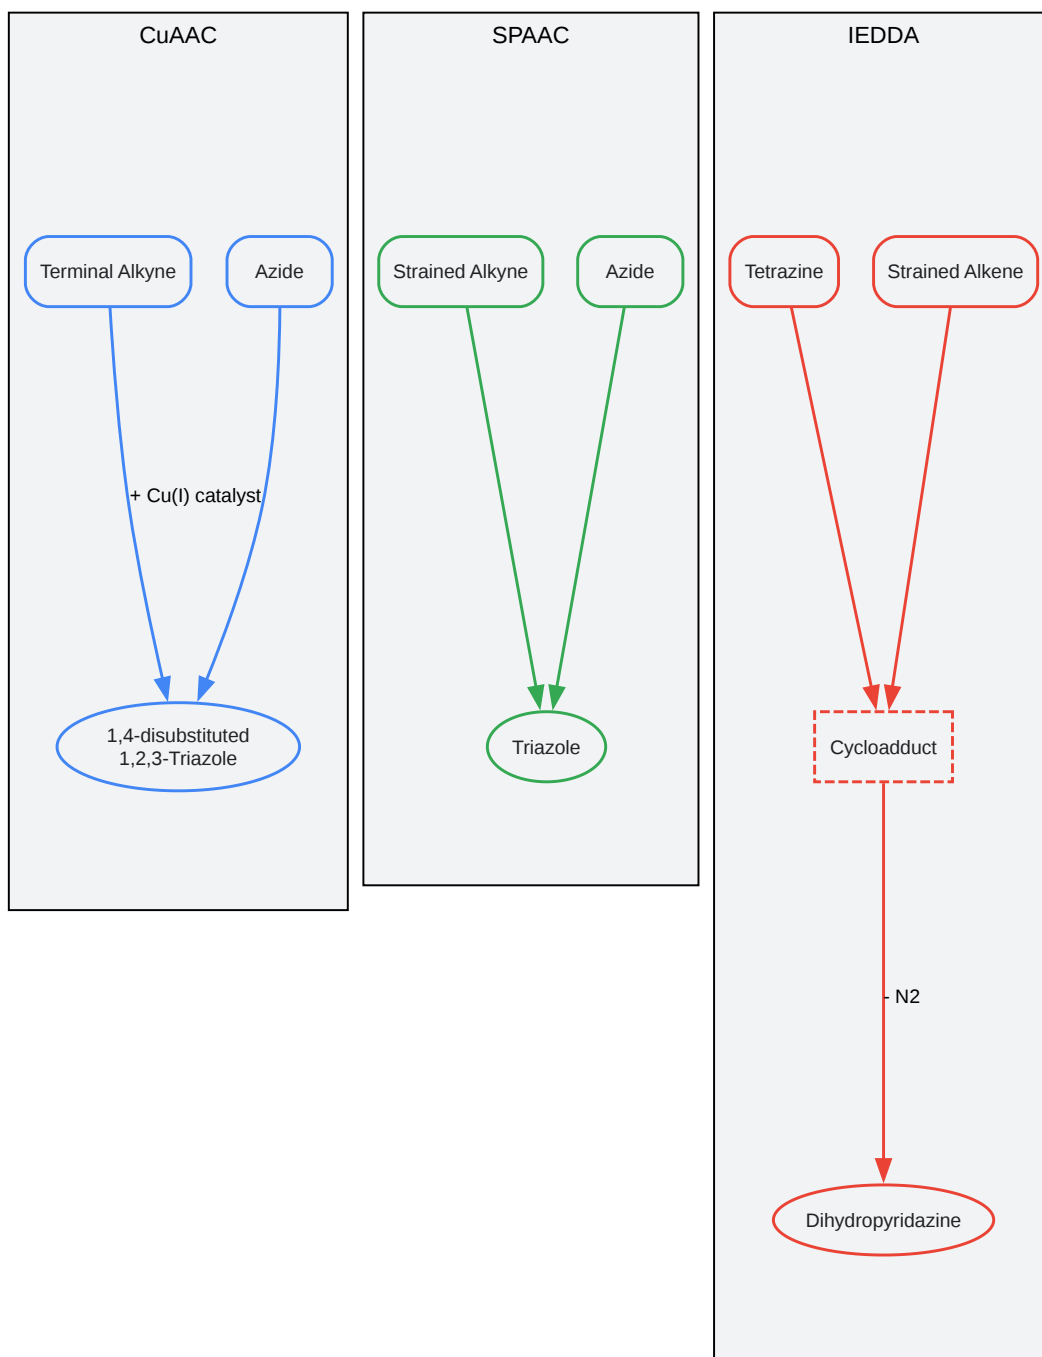 CuAAC
Terminal Alkyne
Azide
+ Cu(I) catalyst
1,4-disubstituted
1,2,3-Triazole
SPAAC
Strained Alkyne
Azide
Triazole
IEDDA
Tetrazine
Strained Alkene
Cycloadduct
- N2
Dihydropyridazine